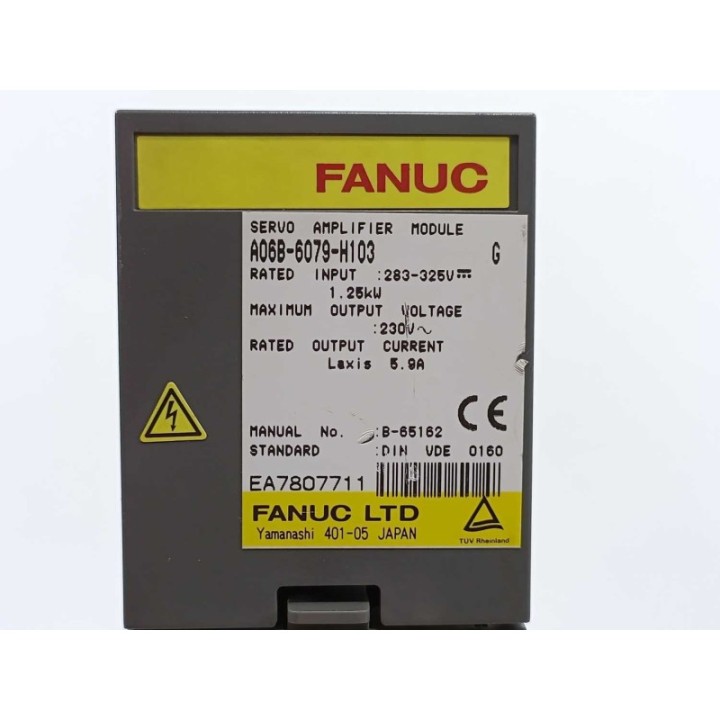 FANUC
SERVO AMPLIFIER MODULE
A06B-6079-H103 G
RATED INPUT :283-325V⎓
1.25kW
MAXIMUM OUTPUT VOLTAGE
:230V～
RATED OUTPUT CURRENT
Laxis 5.9A
MANUAL No. :B-65162
STANDARD :DIN VDE 0160
CE
EA7807711
FANUC LTD
Yamanashi 401-05 JAPAN
TUV Rheinland